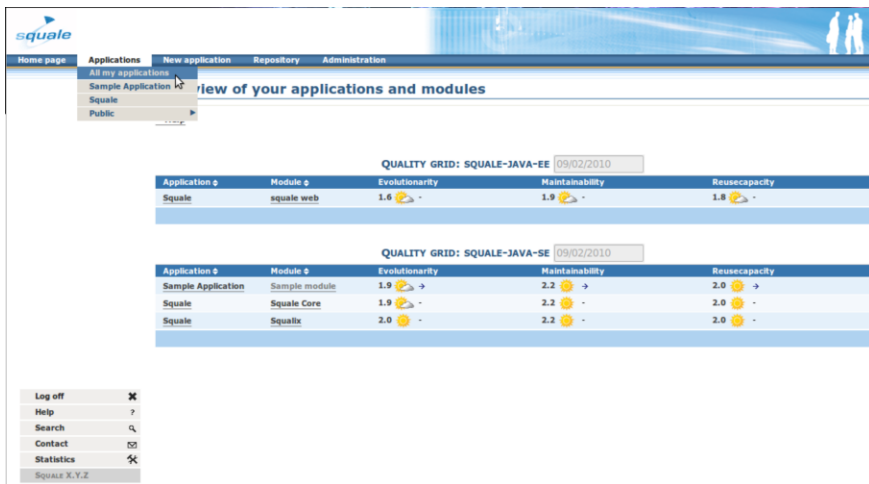 squale
Home page Applications New application Repository Administration
All my applications
Sample Application
Squale
Public
view of your applications and modules
Help
QUALITY GRID: SQUALE-JAVA-EE 09/02/2010
Application Module Evolutionarity Maintainability Reusecapacity
Squale squale web 1.6 - 1.9 - 1.8 -
QUALITY GRID: SQUALE-JAVA-SE 09/02/2010
Application Module Evolutionarity Maintainability Reusecapacity
Sample Application Sample module 1.9 → 2.2 → 2.0 →
Squale Squale Core 1.9 - 2.2 - 2.0 -
Squale Squalix 2.0 - 2.2 - 2.0 -
Log off
Help ?
Search
Contact
Statistics
SQUALE X.Y.Z